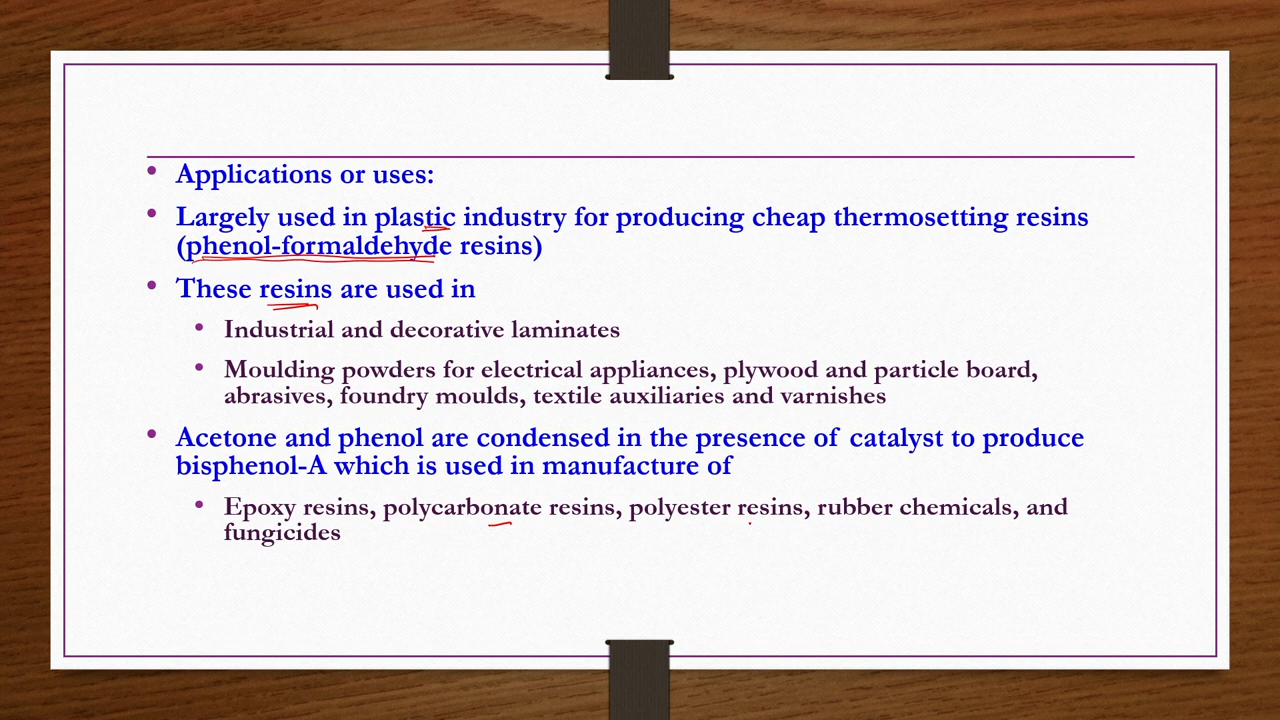 Applications or uses:
Largely used in plastic industry for producing cheap thermosetting resins
(phenol-formaldehyde resins)
These resins are used in
Industrial and decorative laminates
Moulding powders for electrical appliances, plywood and particle board,
abrasives, foundry moulds, textile auxiliaries and varnishes
Acetone and phenol are condensed in the presence of catalyst to produce
bisphenol-A which is used in manufacture of
Epoxy resins, polycarbonate resins, polyester resins, rubber chemicals, and
fungicides